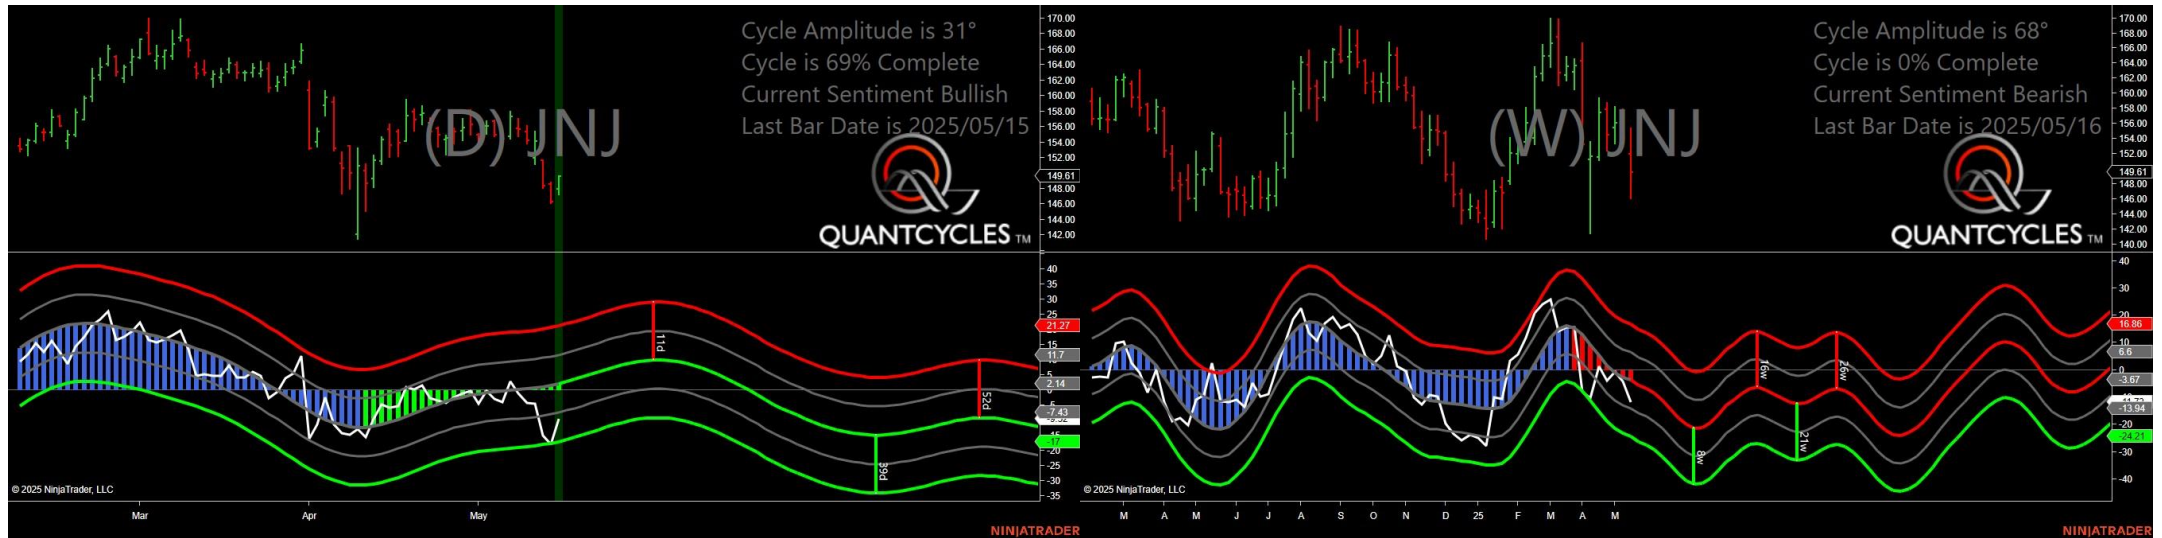 Cycle Amplitude is 31°
Cycle is 69% Complete
Current Sentiment Bullish
Last Bar Date is 2025/05/15
(D) JNJ
QUANTCYCLES TM
170.00
168.00
166.00
164.00
162.00
160.00
158.00
156.00
154.00
152.00
149.61
148.00
146.00
144.00
142.00
40
35
30
25
21.27
15
11.7
5
2.14
-7.43
-17
-20
-25
-30
-35
11d
39d
52d
© 2025 NinjaTrader, LLC
Mar
Apr
May
NINJATRADER
Cycle Amplitude is 68°
Cycle is 0% Complete
Current Sentiment Bearish
Last Bar Date is 2025/05/16
(W) JNJ
QUANTCYCLES TM
170.00
168.00
166.00
164.00
162.00
160.00
158.00
156.00
154.00
152.00
149.61
148.00
146.00
144.00
142.00
140.00
40
30
20
16.86
10
6.6
0
-3.67
-13.94
-20
-24.21
-30
-40
8w
16w
21w
26w
© 2025 NinjaTrader, LLC
M
A
M
J
J
A
S
O
N
D
25
F
M
A
M
NINJATRADER